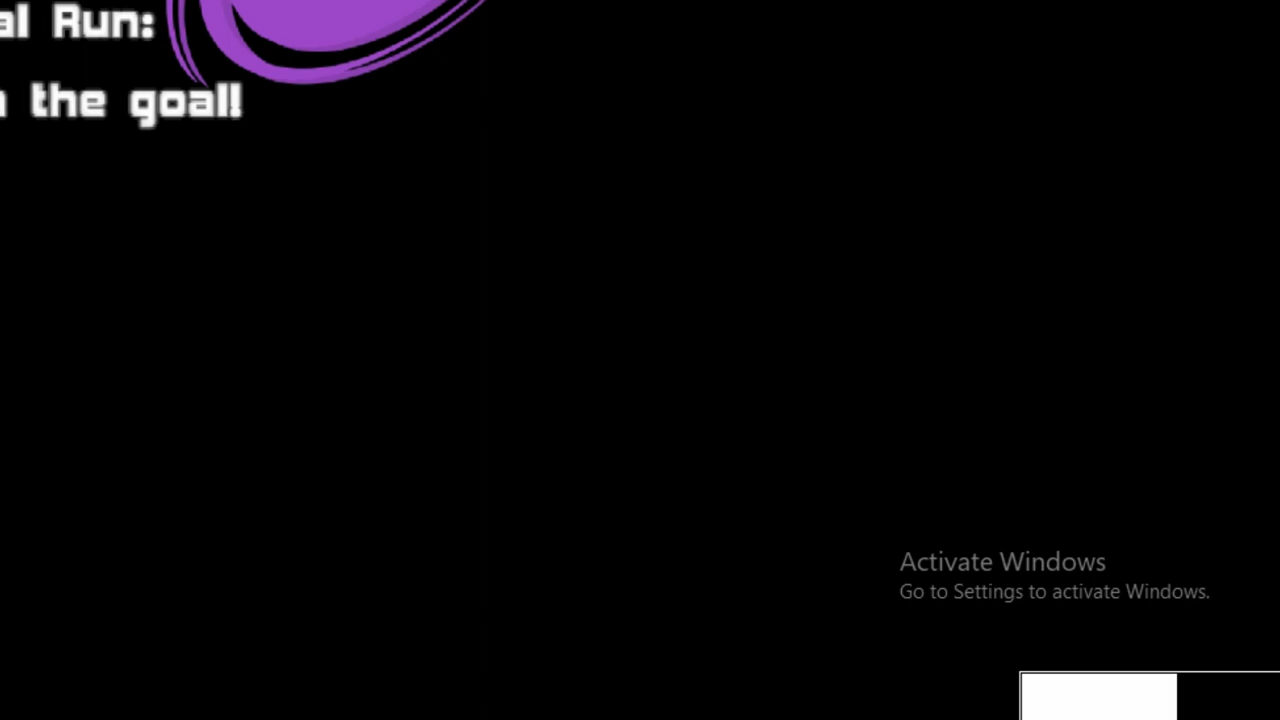 al Run:
the goal!
Activate Windows
Go to Settings to activate Windows.